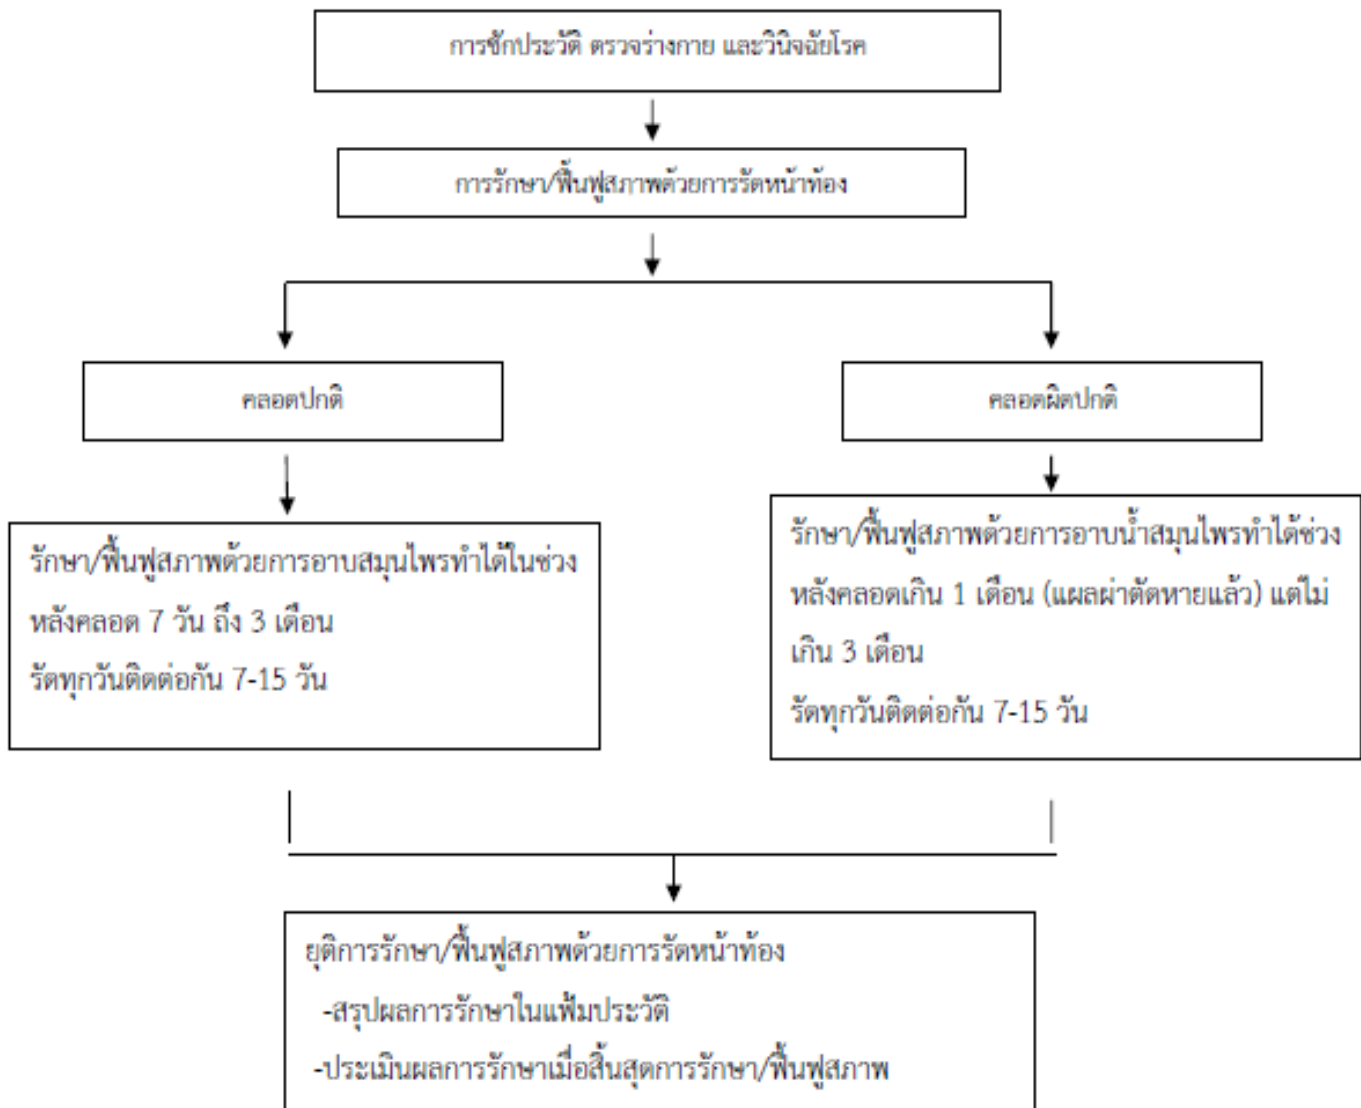 การซักประวัติ ตรวจร่างกาย และวินิจฉัยโรค
การรักษา/ฟื้นฟูสภาพด้วยการรัดหน้าท้อง
คลอดปกติ
คลอดผิดปกติ
รักษา/ฟื้นฟูสภาพด้วยการอาบสมุนไพรทำได้ในช่วง
หลังคลอด 7 วัน ถึง 3 เดือน
รัดทุกวันติดต่อกัน 7-15 วัน
รักษา/ฟื้นฟูสภาพด้วยการอาบน้ำสมุนไพรทำได้ช่วง
หลังคลอดเกิน 1 เดือน (แผลผ่าตัดหายแล้ว) แต่ไม่
เกิน 3 เดือน
รัดทุกวันติดต่อกัน 7-15 วัน
ยุติการรักษา/ฟื้นฟูสภาพด้วยการรัดหน้าท้อง
-สรุปผลการรักษาในแฟ้มประวัติ
-ประเมินผลการรักษาเมื่อสิ้นสุดการรักษา/ฟื้นฟูสภาพ